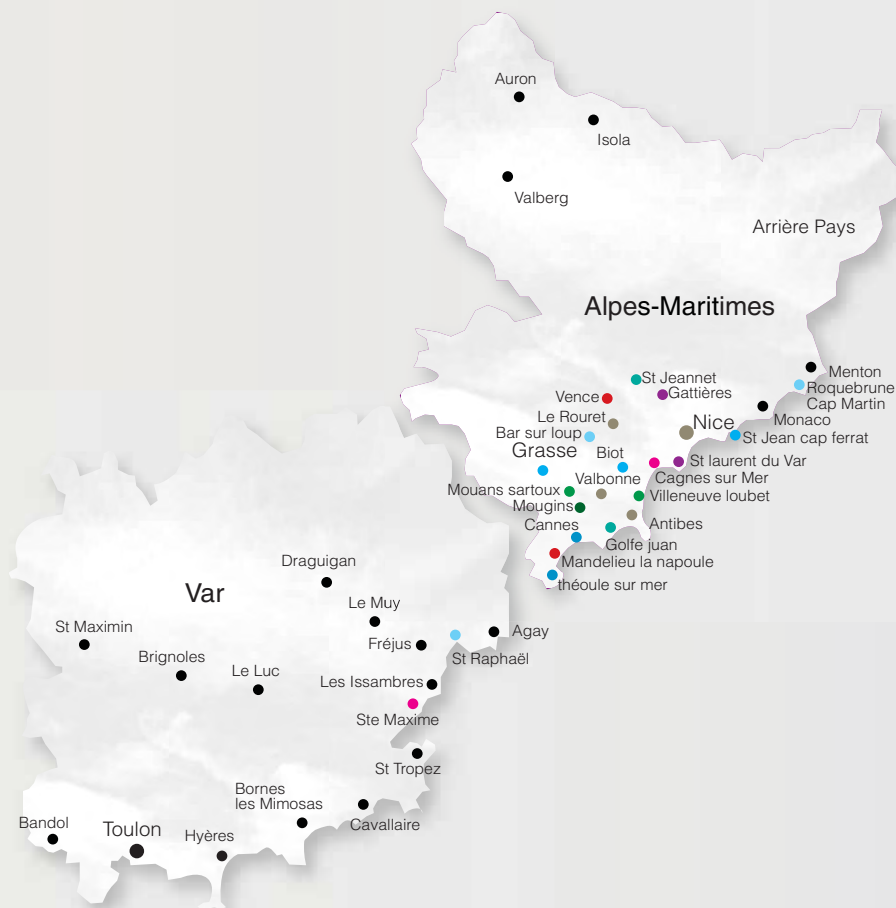 Auron
Isola
Valberg
Arrière Pays
Alpes-Maritimes
Menton
Roquebrune
Cap Martin
Monaco
St Jean cap ferrat
St Jeannet
Gattières
Vence
Le Rouret
Nice
Bar sur loup
Grasse
Biot
St laurent du Var
Cagnes sur Mer
Valbonne
Mouans sartoux
Villeneuve loubet
Mougins
Antibes
Cannes
Golfe juan
Mandelieu la napoule
théoule sur mer
Var
Draguigan
Le Muy
St Maximin
Fréjus
Agay
St Raphaël
Brignoles
Le Luc
Les Issambres
Ste Maxime
St Tropez
Bornes
les Mimosas
Cavallaire
Bandol
Toulon
Hyères